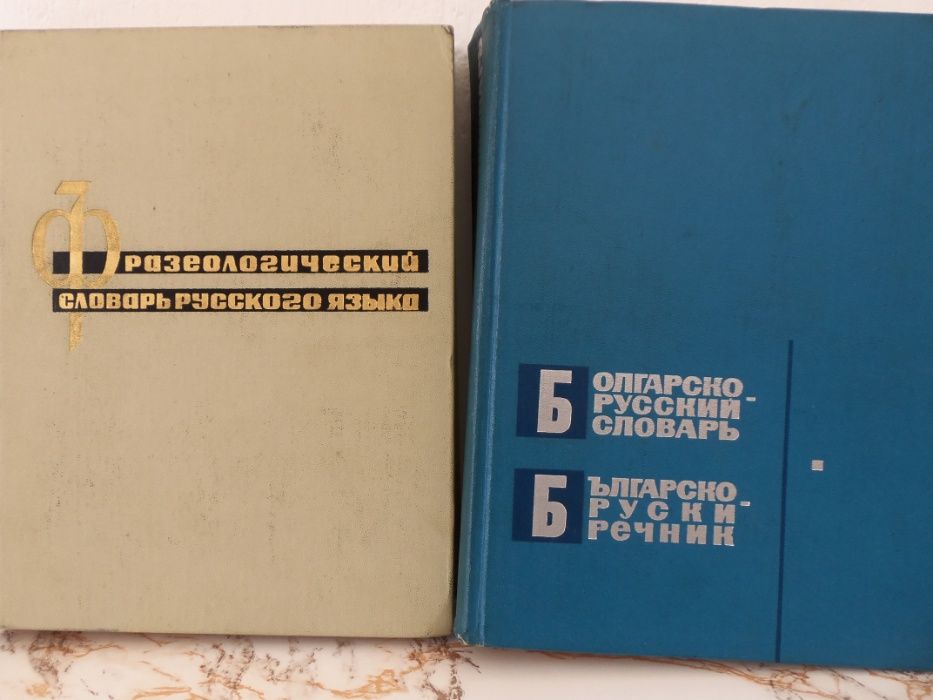 Фразеологический
словарь русского языка
БОЛГАРСКО-
РУССКИЙ
СЛОВАРЬ
БЪЛГАРСКО-
РУСКИ
РЕЧНИК